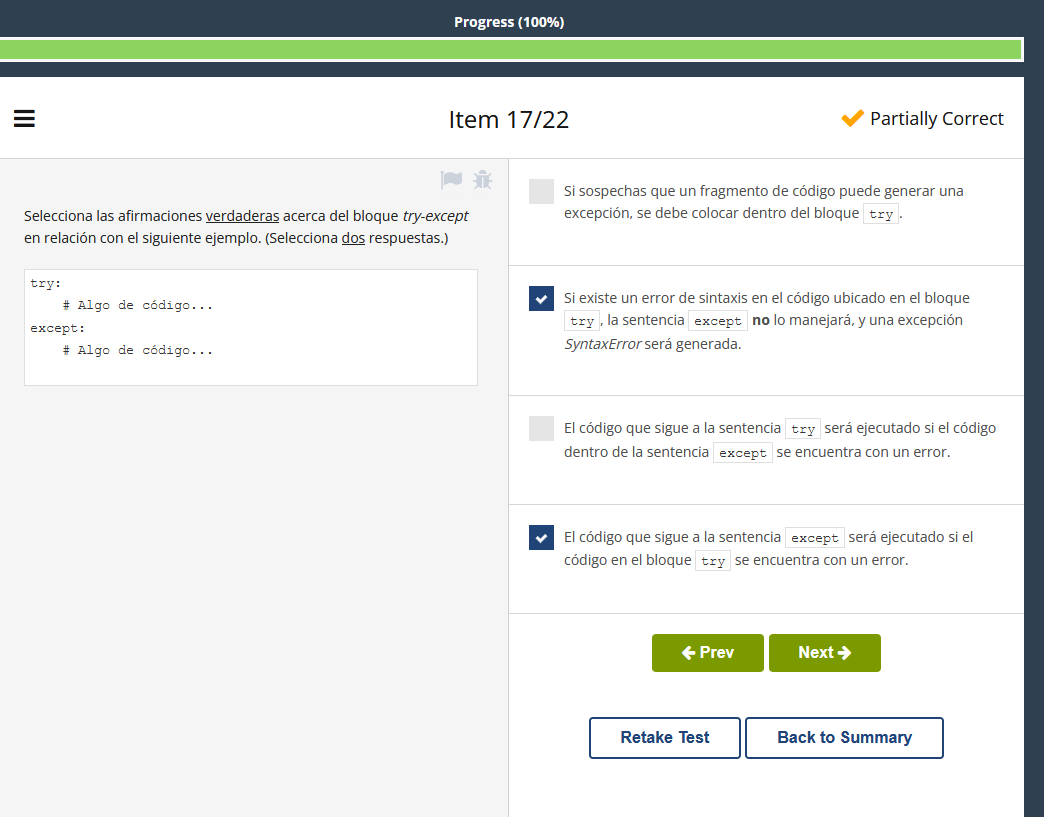 Progress (100%)
Item 17/22
Partially Correct
Selecciona las afirmaciones verdaderas acerca del bloque try-except
en relación con el siguiente ejemplo. (Selecciona dos respuestas.)
try:
    # Algo de código...
except:
    # Algo de código...
Si sospechas que un fragmento de código puede generar una
excepción, se debe colocar dentro del bloque try.
Si existe un error de sintaxis en el código ubicado en el bloque
try, la sentencia except no lo manejará, y una excepción
SyntaxError será generada.
El código que sigue a la sentencia try será ejecutado si el código
dentro de la sentencia except se encuentra con un error.
El código que sigue a la sentencia except será ejecutado si el
código en el bloque try se encuentra con un error.
Prev
Next
Retake Test
Back to Summary